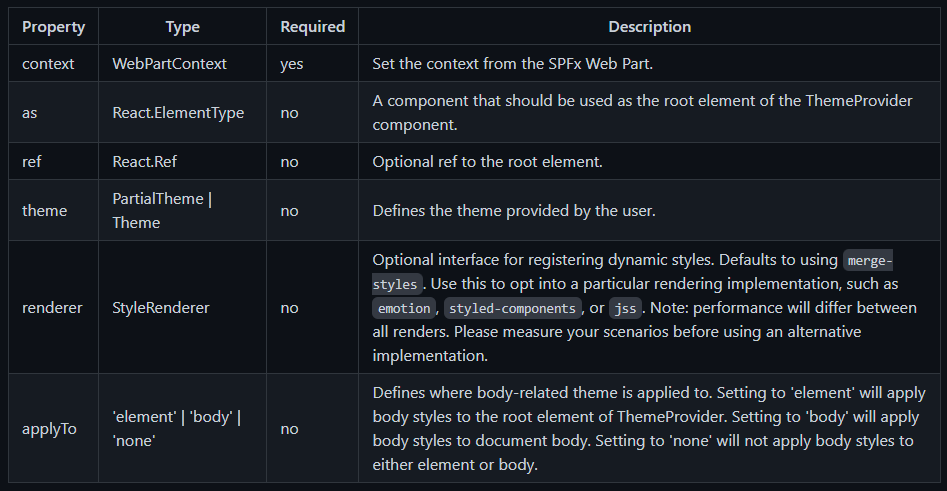 Property Type Required Description
context WebPartContext yes Set the context from the SPFx Web Part.
as React.ElementType no A component that should be used as the root element of the ThemeProvider
component.
ref React.Ref no Optional ref to the root element.
theme PartialTheme |
Theme no Defines the theme provided by the user.
renderer StyleRenderer no Optional interface for registering dynamic styles. Defaults to using merge-
styles. Use this to opt into a particular rendering implementation, such as
emotion, styled-components, or jss. Note: performance will differ between
all renders. Please measure your scenarios before using an alternative
implementation.
applyTo 'element' | 'body' |
'none' no Defines where body-related theme is applied to. Setting to 'element' will apply
body styles to the root element of ThemeProvider. Setting to 'body' will apply
body styles to document body. Setting to 'none' will not apply body styles to
either element or body.